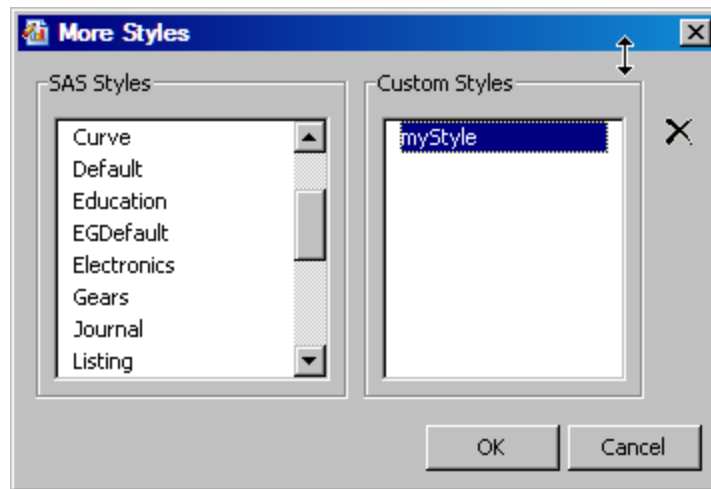 More Styles
SAS Styles
Curve
Default
Education
EGDefault
Electronics
Gears
Journal
Listing
Custom Styles
myStyle
OK
Cancel